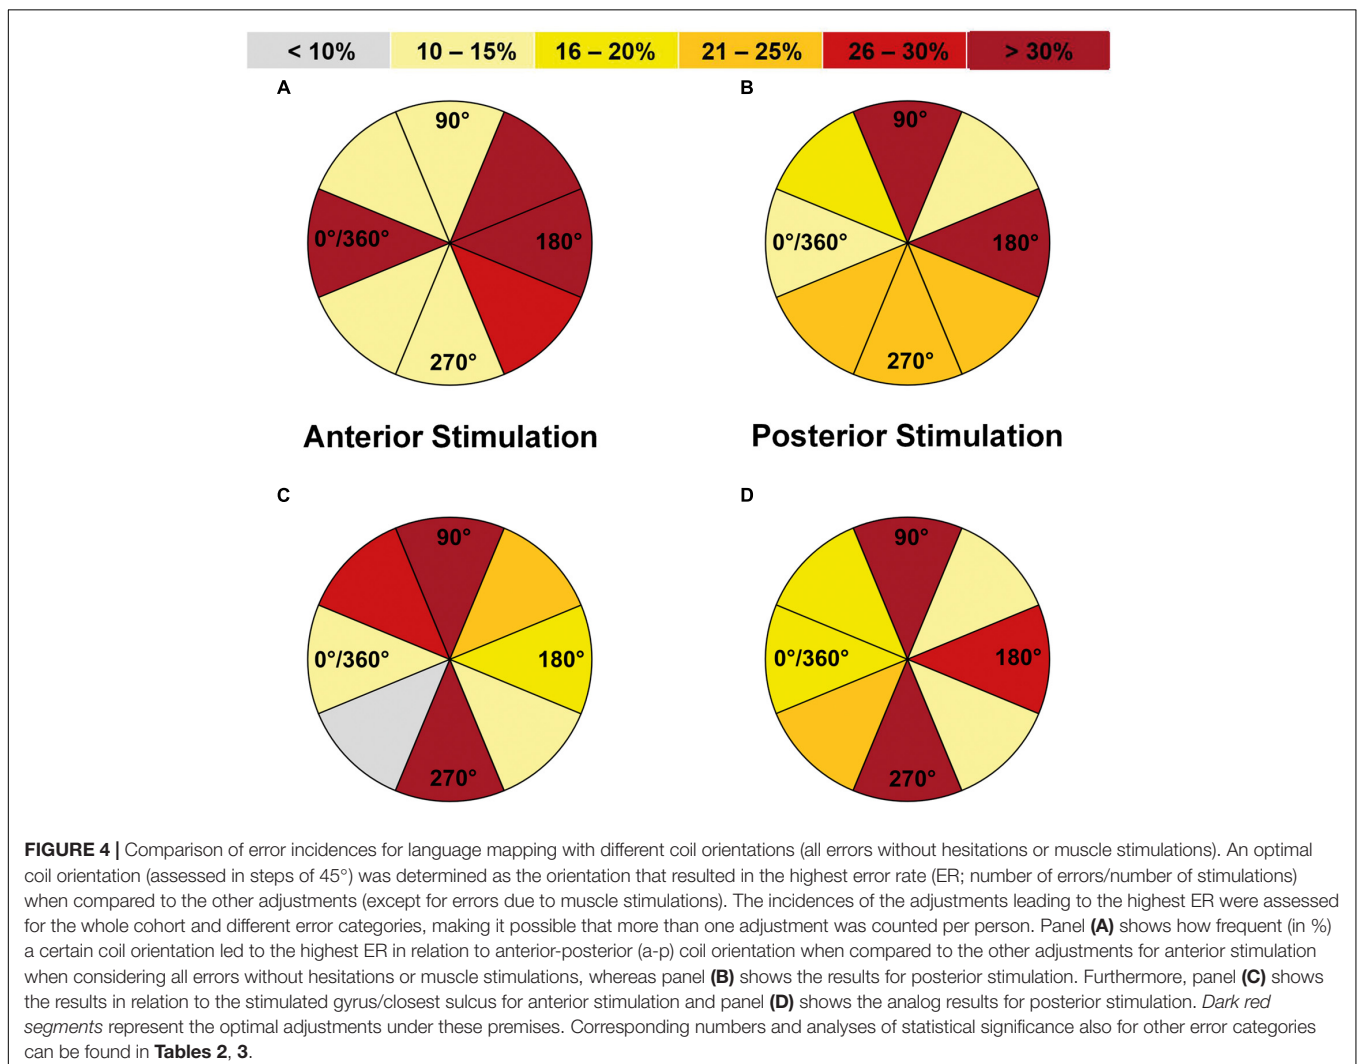 < 10% 10 – 15% 16 – 20% 21 – 25% 26 – 30% > 30%
A B
90° 90°
0°/360° 180° 0°/360° 180°
270° 270°
Anterior Stimulation Posterior Stimulation
C D
90° 90°
0°/360° 180° 0°/360° 180°
270° 270°
FIGURE 4 | Comparison of error incidences for language mapping with different coil orientations (all errors without hesitations or muscle stimulations). An optimal
coil orientation (assessed in steps of 45°) was determined as the orientation that resulted in the highest error rate (ER; number of errors/number of stimulations)
when compared to the other adjustments (except for errors due to muscle stimulations). The incidences of the adjustments leading to the highest ER were assessed
for the whole cohort and different error categories, making it possible that more than one adjustment was counted per person. Panel (A) shows how frequent (in %)
a certain coil orientation led to the highest ER in relation to anterior-posterior (a-p) coil orientation when compared to the other adjustments for anterior stimulation
when considering all errors without hesitations or muscle stimulations, whereas panel (B) shows the results for posterior stimulation. Furthermore, panel (C) shows
the results in relation to the stimulated gyrus/closest sulcus for anterior stimulation and panel (D) shows the analog results for posterior stimulation. Dark red
segments represent the optimal adjustments under these premises. Corresponding numbers and analyses of statistical significance also for other error categories
can be found in Tables 2, 3.